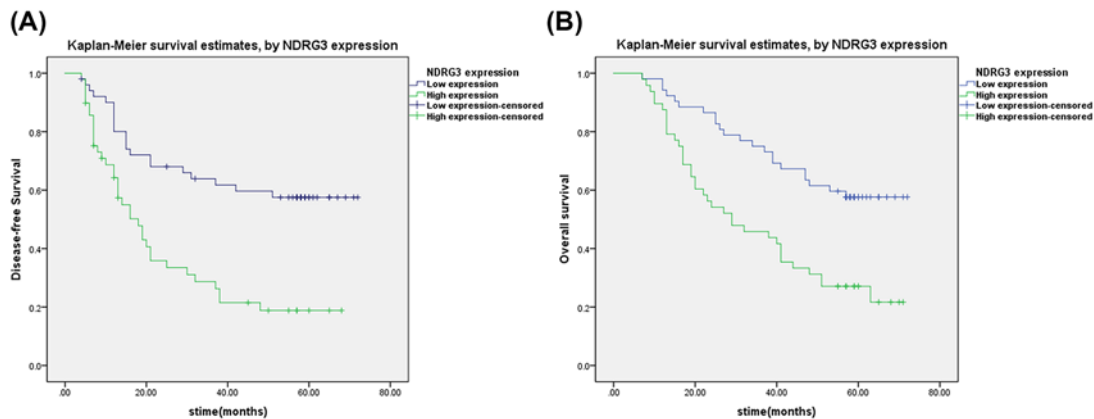 (A)
Kaplan-Meier survival estimates, by NDRG3 expression
NDRG3 expression
Low expression
High expression
Low expression-censored
High expression-censored
Disease-free Survival
1.0
0.8
0.6
0.4
0.2
0.0
.00 20.00 40.00 60.00 80.00
stime(months)
(B)
Kaplan-Meier survival estimates, by NDRG3 expression
NDRG3 expression
Low expression
High expression
Low expression-censored
High expression-censored
Overall survival
1.0
0.8
0.6
0.4
0.2
0.0
.00 20.00 40.00 60.00 80.00
stime(months)